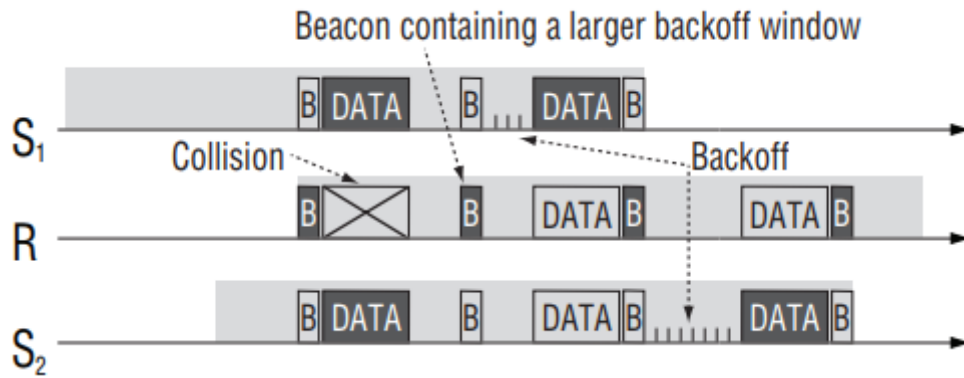 Beacon containing a larger backoff window
S1 B DATA B DATA B
Collision Backoff
R B B DATA B DATA B
S2 B DATA B DATA B DATA B